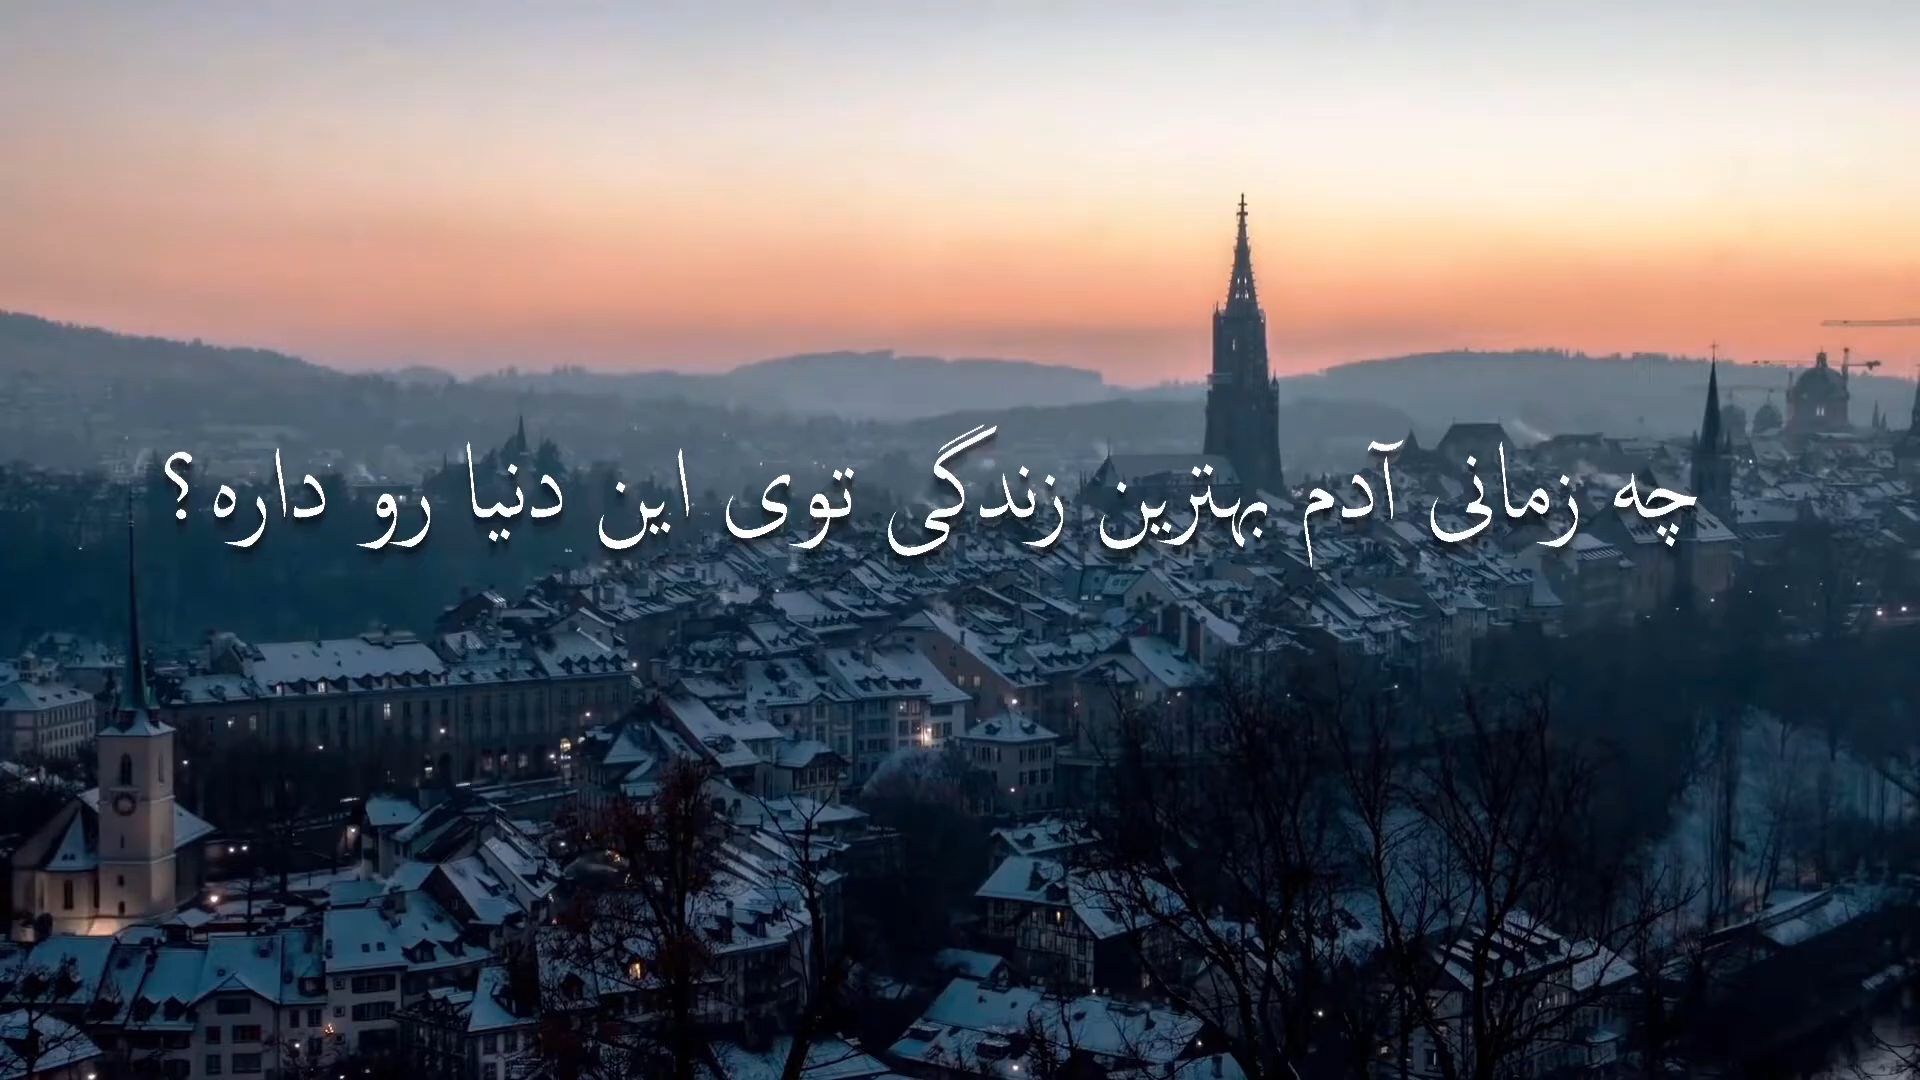 چه زمانی آدم بهترین زندگی توی این دنیا رو داره؟